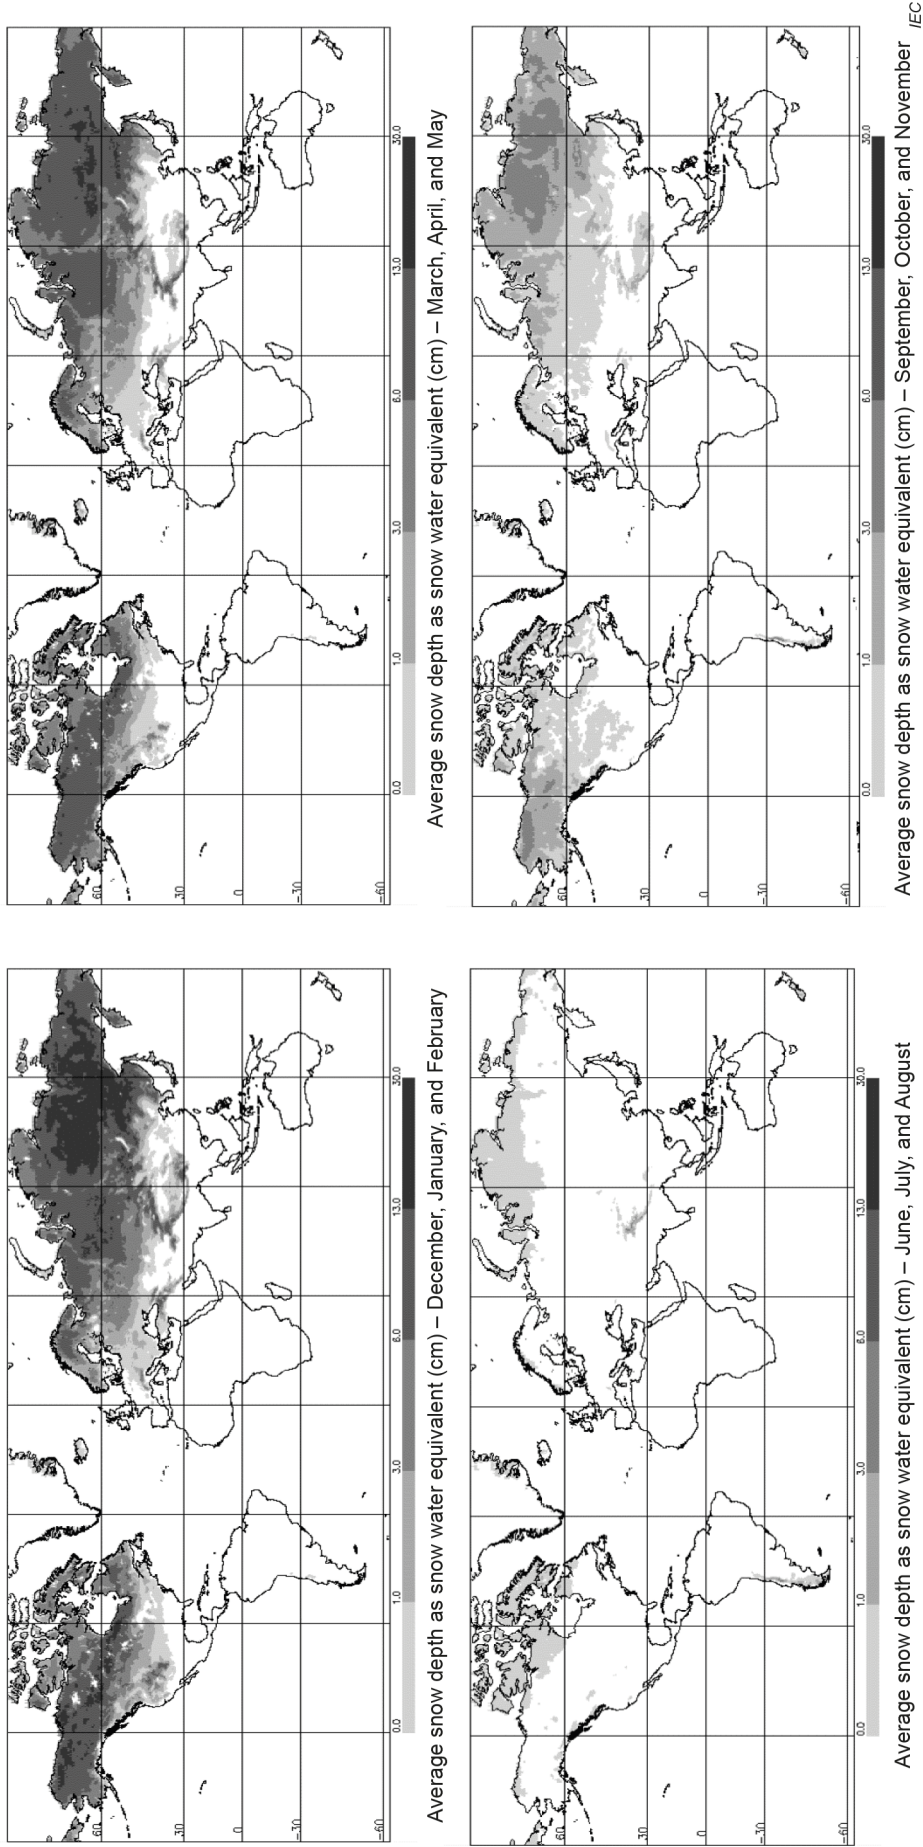 60
30
0
-30
-60
0.0 1.0 3.0 6.0 13.0 30.0
Average snow depth as snow water equivalent (cm) – December, January, and February
60
30
0
-30
-60
0.0 1.0 3.0 6.0 13.0 30.0
Average snow depth as snow water equivalent (cm) – March, April, and May
60
30
0
-30
-60
0.0 1.0 3.0 6.0 13.0 30.0
Average snow depth as snow water equivalent (cm) – June, July, and August
60
30
0
-30
-60
0.0 1.0 3.0 6.0 13.0 30.0
Average snow depth as snow water equivalent (cm) – September, October, and November
IEC